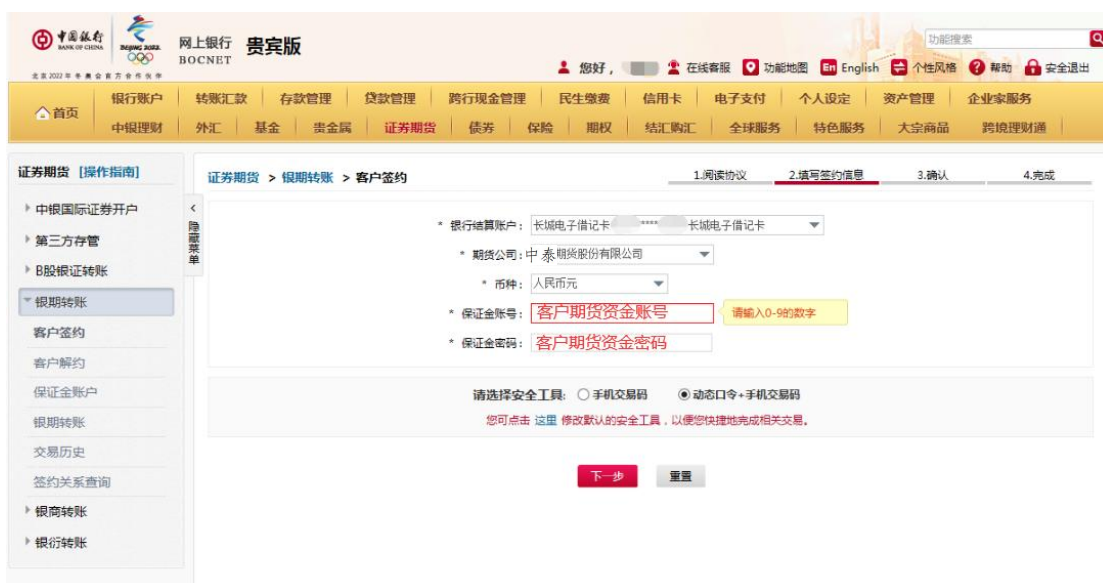 中国银行
BANK OF CHINA
BEIJING 2022
北京2022年冬奥会官方合作伙伴
网上银行 贵宾版
BOCNET
功能搜索
您好， 在线客服 功能地图 En English 个性风格 帮助 安全退出
首页
银行账户 转账汇款 存款管理 贷款管理 跨行现金管理 民生缴费 信用卡 电子支付 个人设定 资产管理 企业家服务
中银理财 外汇 基金 贵金属 证券期货 债券 保险 期权 结汇购汇 全球服务 特色服务 大宗商品 跨境理财通
证券期货 [操作指南]
中银国际证券开户
第三方存管
B股银证转账
银期转账
客户签约
客户解约
保证金账户
银期转账
交易历史
签约关系查询
银商转账
银衍转账
<
隐藏菜单
证券期货 > 银期转账 > 客户签约
1.阅读协议 2.填写签约信息 3.确认 4.完成
* 银行结算账户： 长城电子借记卡 **** 长城电子借记卡
* 期货公司： 中泰期货股份有限公司
* 币种： 人民币元
* 保证金账号： 客户期货资金账号 请输入0-9的数字
* 保证金密码： 客户期货资金密码
请选择安全工具: 手机交易码 动态口令+手机交易码
您可点击 这里 修改默认的安全工具，以便您快捷地完成相关交易。
下一步 重置